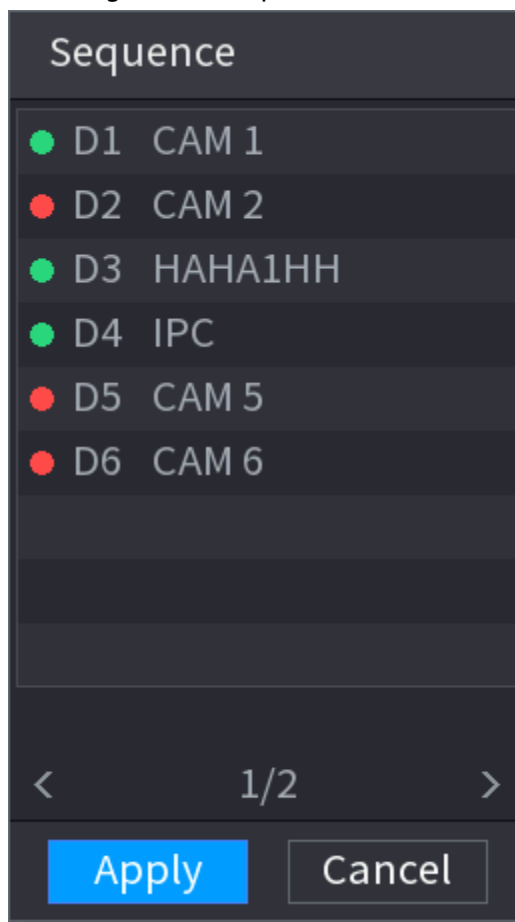 Sequence
D1 CAM 1
D2 CAM 2
D3 HAHA1HH
D4 IPC
D5 CAM 5
D6 CAM 6
< 1/2 >
Apply Cancel